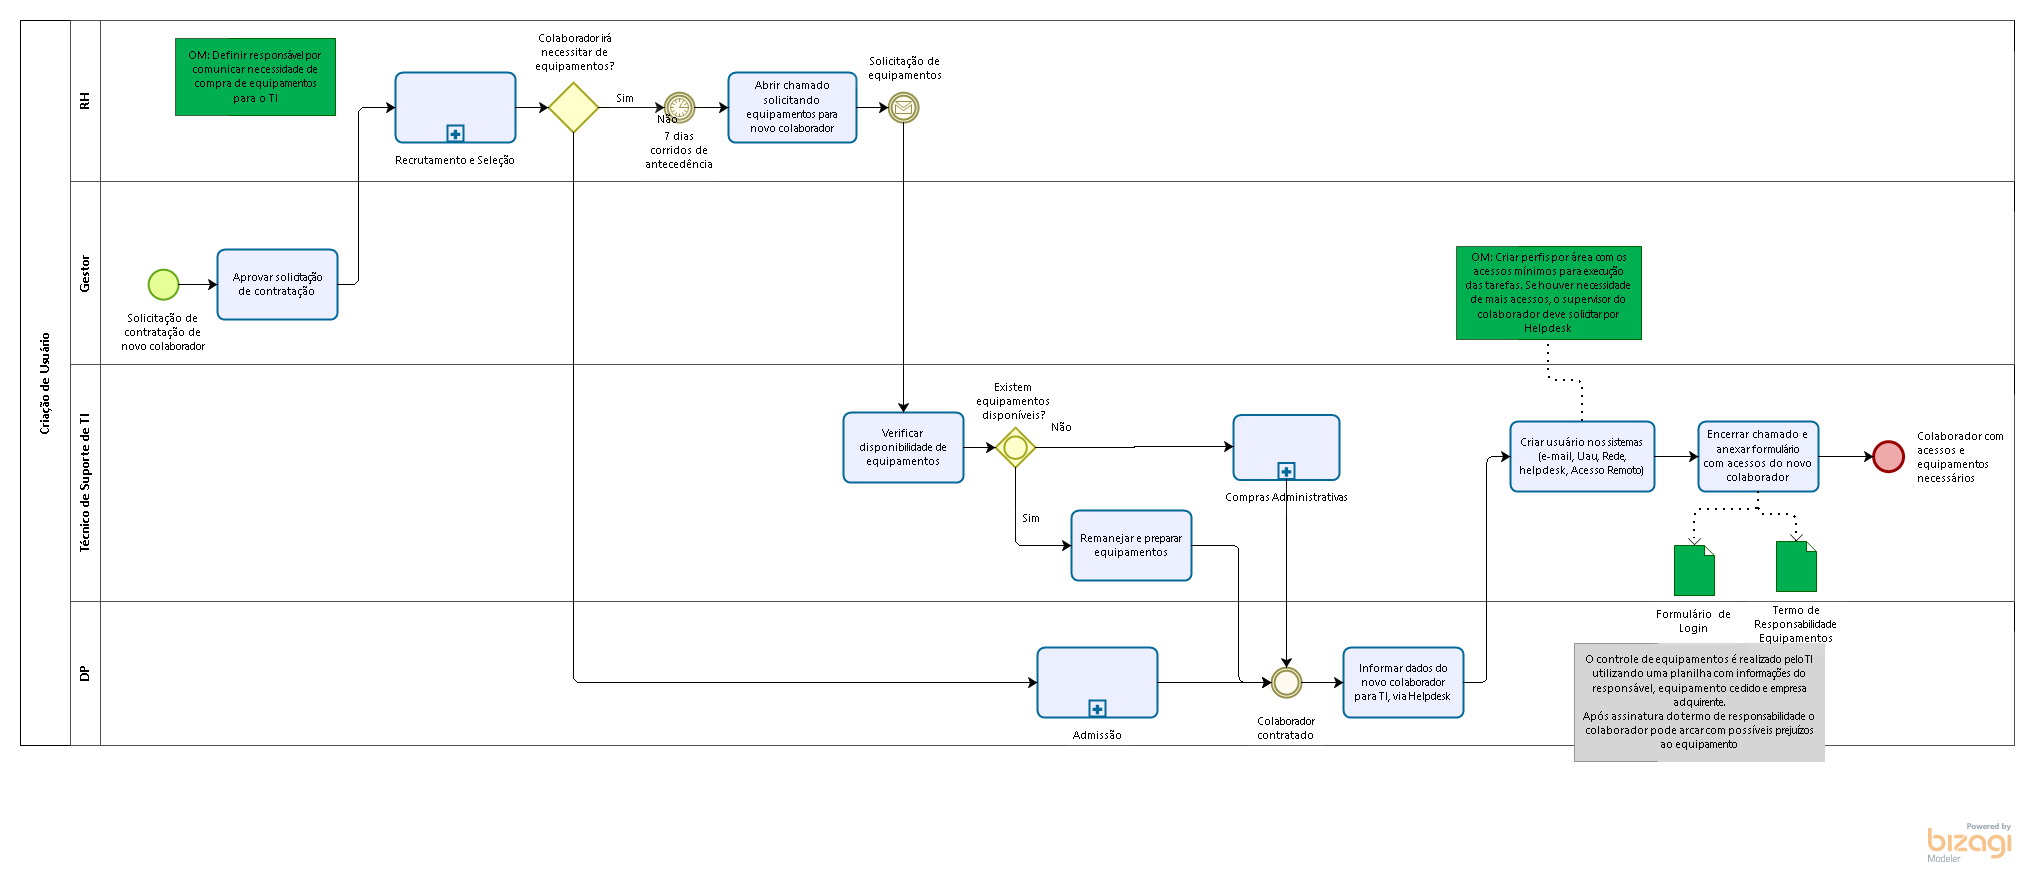 Criação de Usuário
RH
OM: Definir responsável por
comunicar necessidade de
compra de equipamentos
para o TI
Recrutamento e Seleção
Colaborador irá
necessitar de
equipamentos?
Sim
Não
7 dias
corridos de
antecedência
Abrir chamado
solicitando
equipamentos para
novo colaborador
Solicitação de
equipamentos
Gestor
Solicitação de
contratação de
novo colaborador
Aprovar solicitação
de contratação
OM: Criar perfis por área com os
acessos mínimos para execução
das tarefas. Se houver necessidade
de mais acessos, o supervisor do
colaborador deve solicitar por
Helpdesk
Técnico de Suporte de TI
Verificar
disponibilidade de
equipamentos
Existem
equipamentos
disponíveis?
Não
Sim
Compras Administrativas
Remanejar e preparar
equipamentos
Criar usuário nos sistemas
(e-mail, Uau, Rede,
helpdesk, Acesso Remoto)
Encerrar chamado e
anexar formulário
com acessos do novo
colaborador
Colaborador com
acessos e
equipamentos
necessários
Formulário de
Login
Termo de
Responsabilidade
Equipamentos
DP
Admissão
Colaborador
contratado
Informar dados do
novo colaborador
para TI, via Helpdesk
O controle de equipamentos é realizado pelo TI
utilizando uma planilha com informações do
responsável, equipamento cedido e empresa
adquirente.
Após assinatura do termo de responsabilidade o
colaborador pode arcar com possíveis prejuízos
ao equipamento
Powered by
bizagi
Modeler